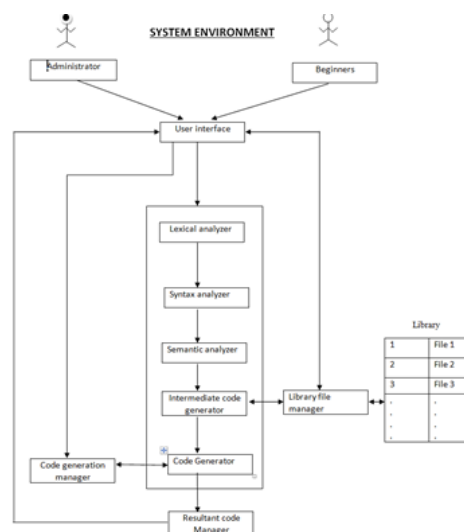 SYSTEM ENVIRONMENT
Administrator
Beginners
User interface
Lexical analyzer
Syntax analyzer
Semantic analyzer
Intermediate code
generator
Library file
manager
Library
1 File 1
2 File 2
3 File 3
. .
. .
. .
. .
Code generation
manager
Code Generator
Resultant code
Manager